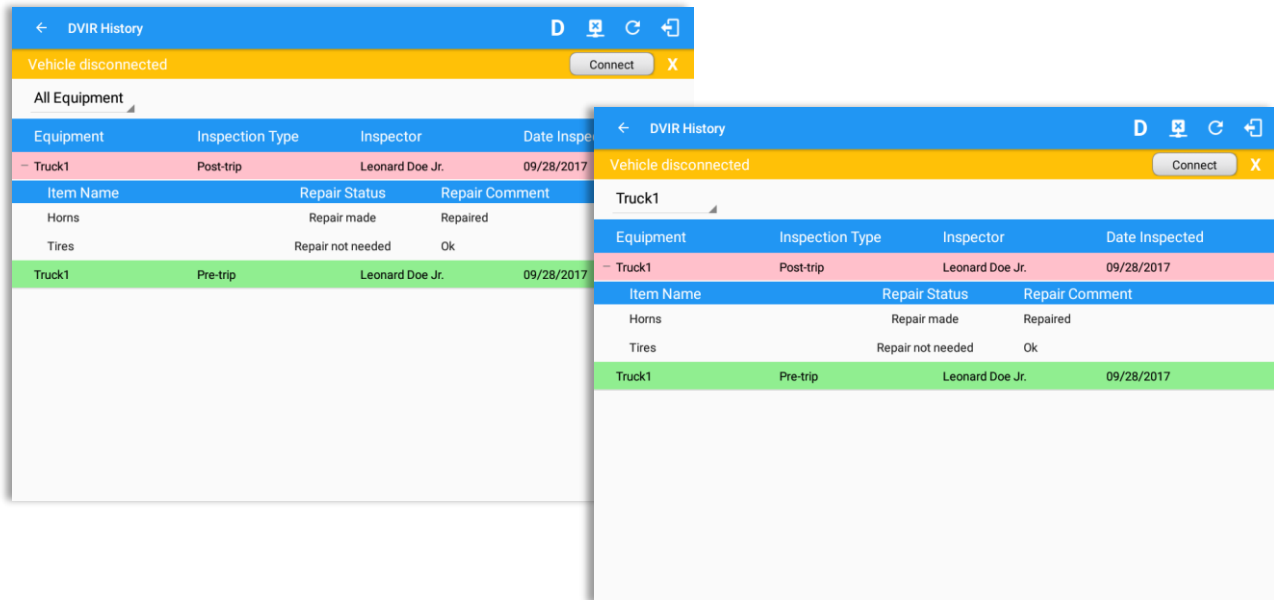 DVIR History D
Vehicle disconnected Connect X
All Equipment
Equipment Inspection Type Inspector Date Inspe
− Truck1 Post-trip Leonard Doe Jr. 09/28/2017
Item Name Repair Status Repair Comment
Horns Repair made Repaired
Tires Repair not needed Ok
Truck1 Pre-trip Leonard Doe Jr. 09/28/2017
DVIR History D
Vehicle disconnected Connect X
Truck1
Equipment Inspection Type Inspector Date Inspected
− Truck1 Post-trip Leonard Doe Jr. 09/28/2017
Item Name Repair Status Repair Comment
Horns Repair made Repaired
Tires Repair not needed Ok
Truck1 Pre-trip Leonard Doe Jr. 09/28/2017